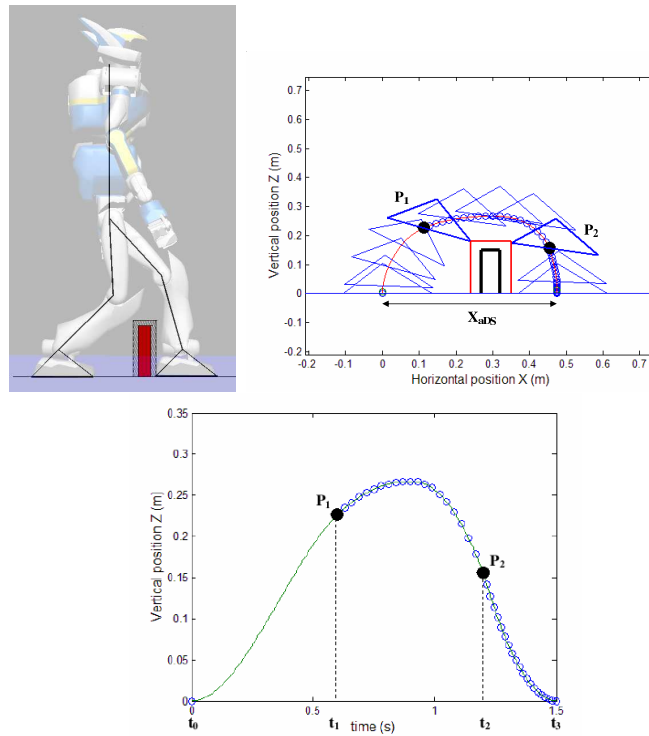 0.7
0.6
0.5
0.4
0.3
0.2
0.1
0
-0.1
-0.2
Vertical position Z (m)
P1
P2
XaDS
-0.2 -0.1 0 0.1 0.2 0.3 0.4 0.5 0.6 0.7
Horizontal position X (m)
0.35
0.3
0.25
0.2
0.15
0.1
0.05
0
Vertical position Z (m)
P1
P2
0 0.5 1 1.5
t0 t1 time (s) t2 t3